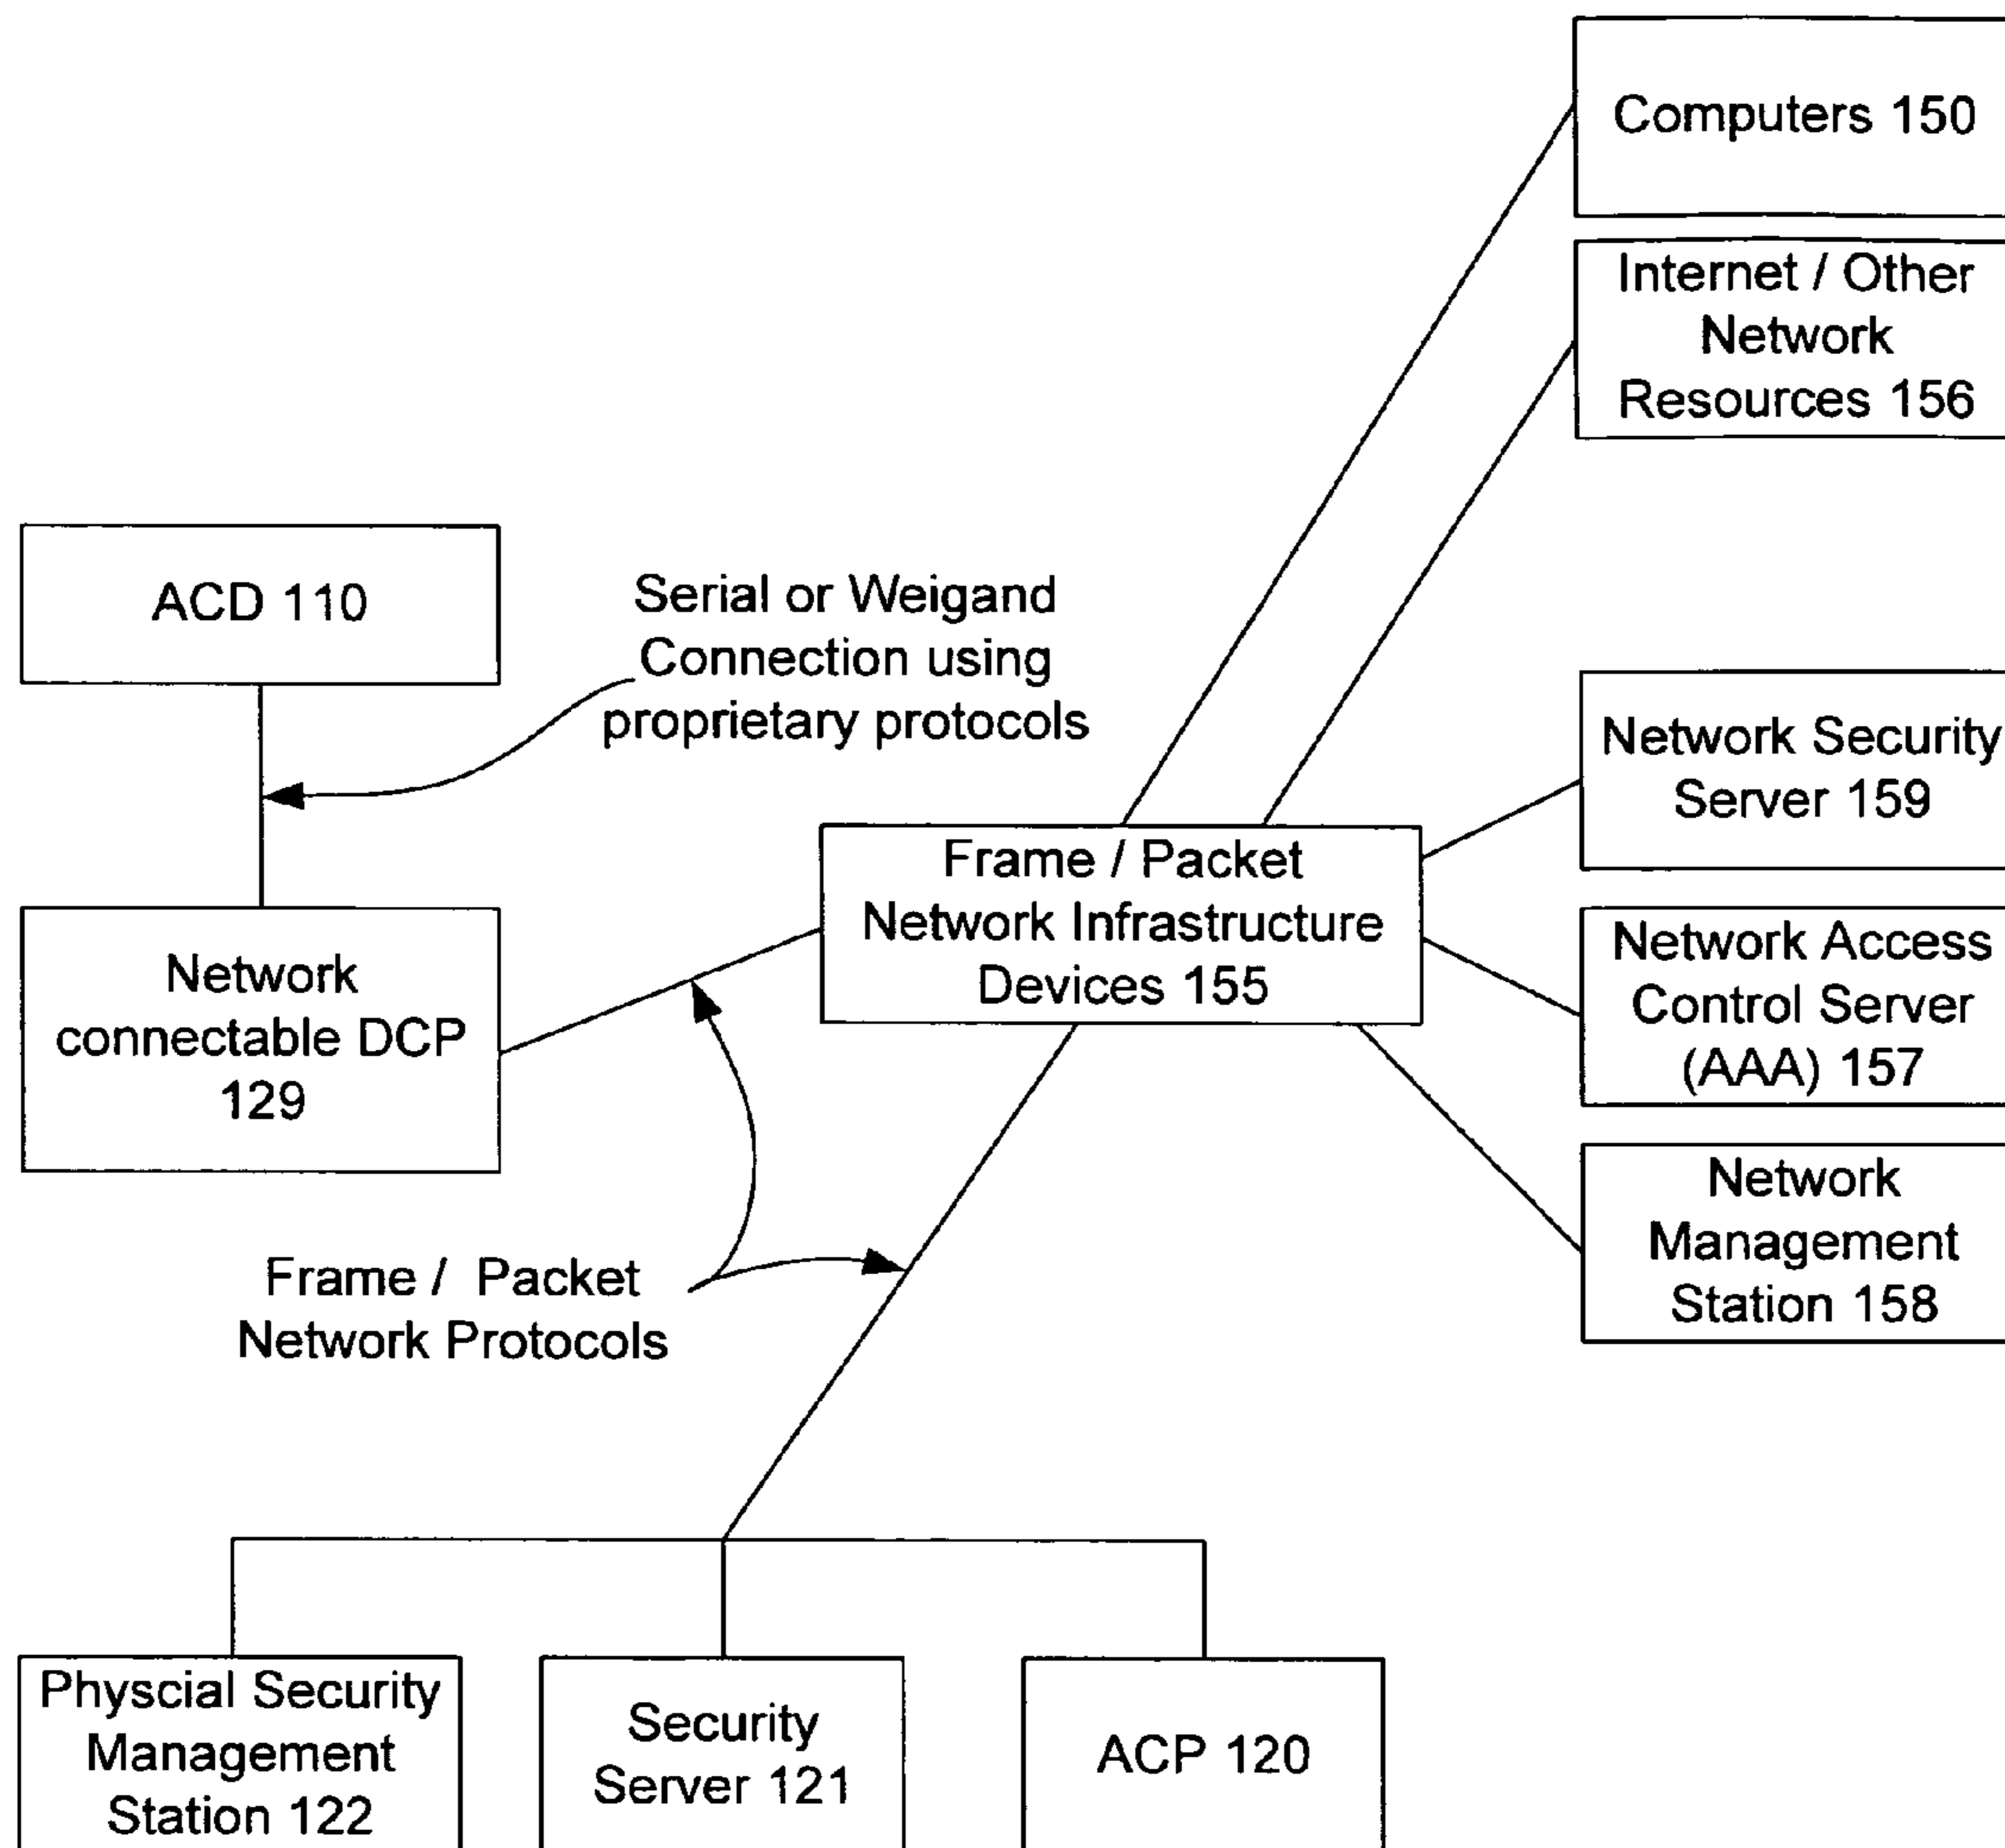 Computers 150
Internet / Other
Network
Resources 156
ACD 110
Serial or Weigand
Connection using
proprietary protocols
Network Security
Server 159
Frame / Packet
Network Infrastructure
Devices 155
Network Access
Control Server
(AAA) 157
Network
connectable DCP
129
Network
Management
Station 158
Frame / Packet
Network Protocols
Physcial Security
Management
Station 122
Security
Server 121
ACP 120